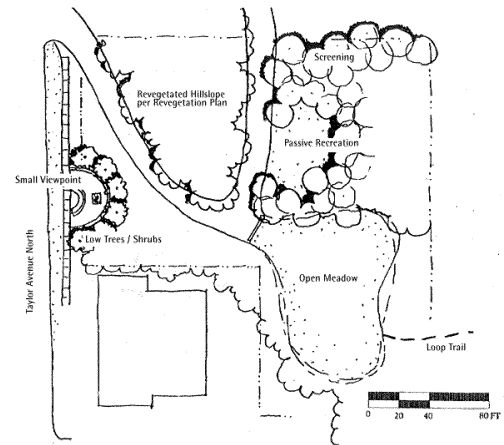 Screening
Revegetated Hillslope
per Revegetation Plan
Passive Recreation
Small Viewpoint
Low Trees / Shrubs
Open Meadow
Taylor Avenue North
Loop Trail
0 20 40 80 FT